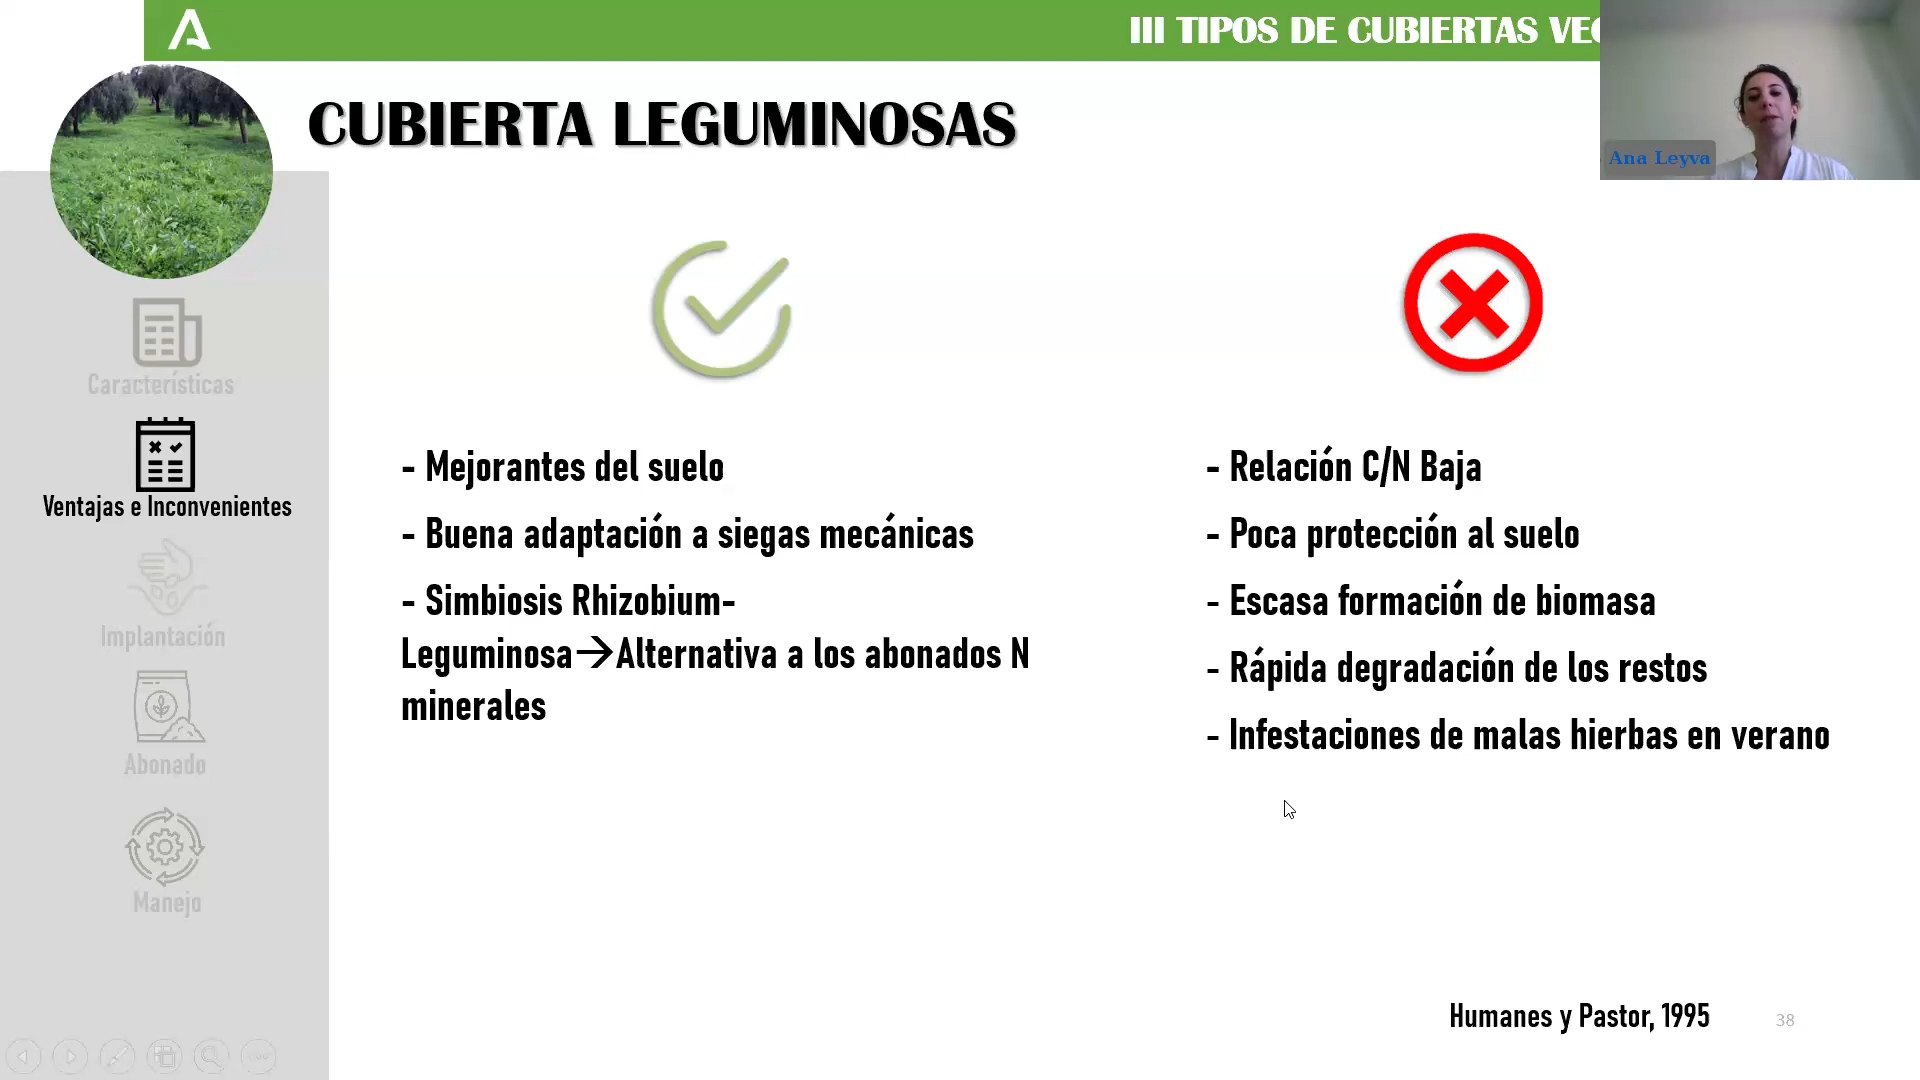 III TIPOS DE CUBIERTAS
Ana Leyva
CUBIERTA LEGUMINOSAS
Características
Ventajas e Inconvenientes
Implantación
Abonado
Manejo
- Mejorantes del suelo
- Buena adaptación a siegas mecánicas
- Simbiosis Rhizobium-
Leguminosa→Alternativa a los abonados N
minerales
- Relación C/N Baja
- Poca protección al suelo
- Escasa formación de biomasa
- Rápida degradación de los restos
- Infestaciones de malas hierbas en verano
Humanes y Pastor, 1995
38